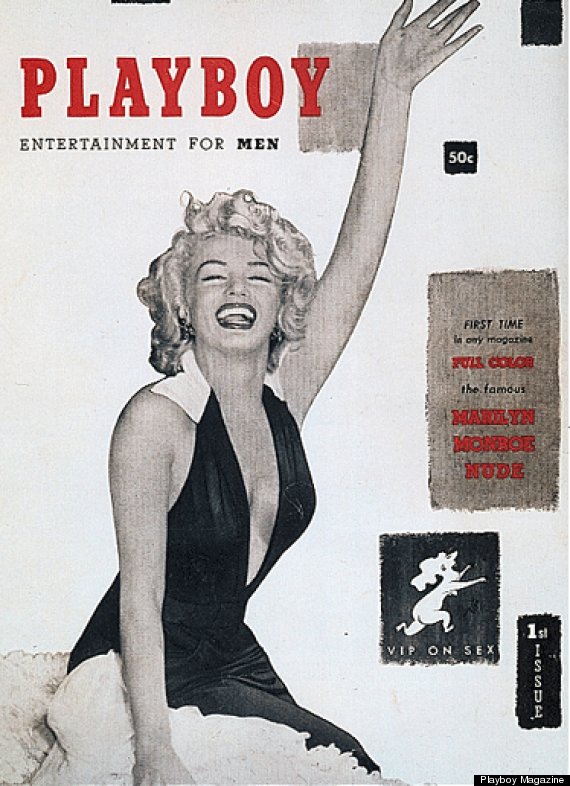 PLAYBOY
ENTERTAINMENT FOR MEN
50c
FIRST TIME
in any magazine
FULL COLOR
the famous
MARILYN
MONROE
NUDE
VIP ON SEX
1st
ISSUE
Playboy Magazine